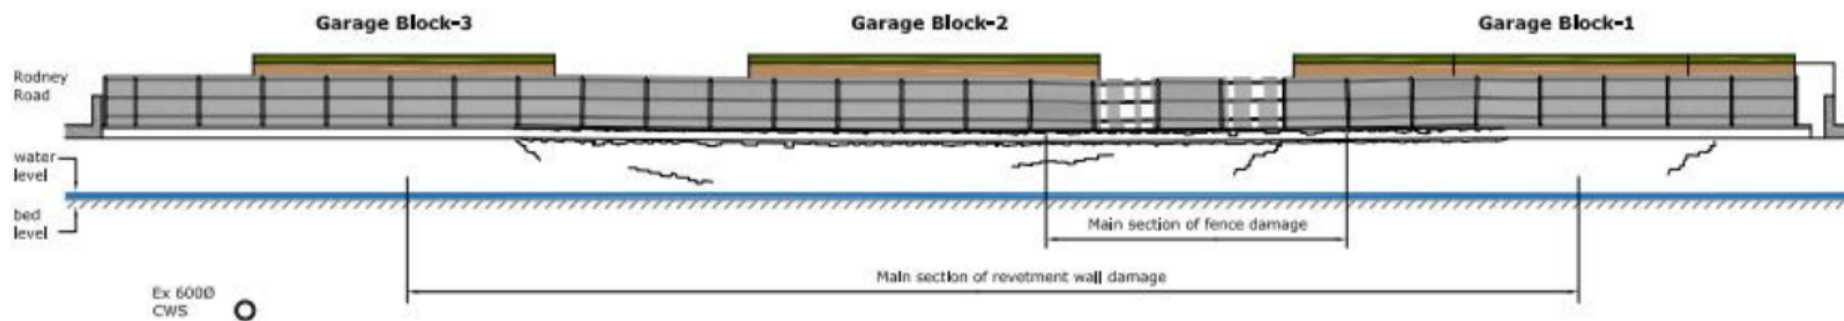 Garage Block-3
Garage Block-2
Garage Block-1
Rodney
Road
water
level
bed
level
Main section of fence damage
Main section of revetment wall damage
Ex 600Ø
CWS